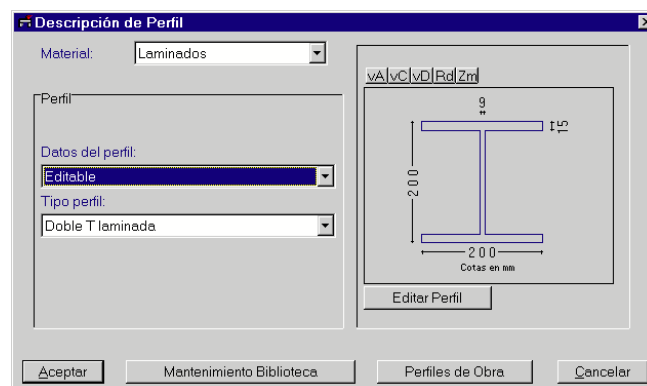 Descripción de Perfil
Material:
Laminados
Perfil
Datos del perfil:
Editable
Tipo perfil:
Doble T laminada
vA vC vD Rd Zm
9
15
200
200
Cotas en mm
Editar Perfil
Aceptar
Mantenimiento Biblioteca
Perfiles de Obra
Cancelar